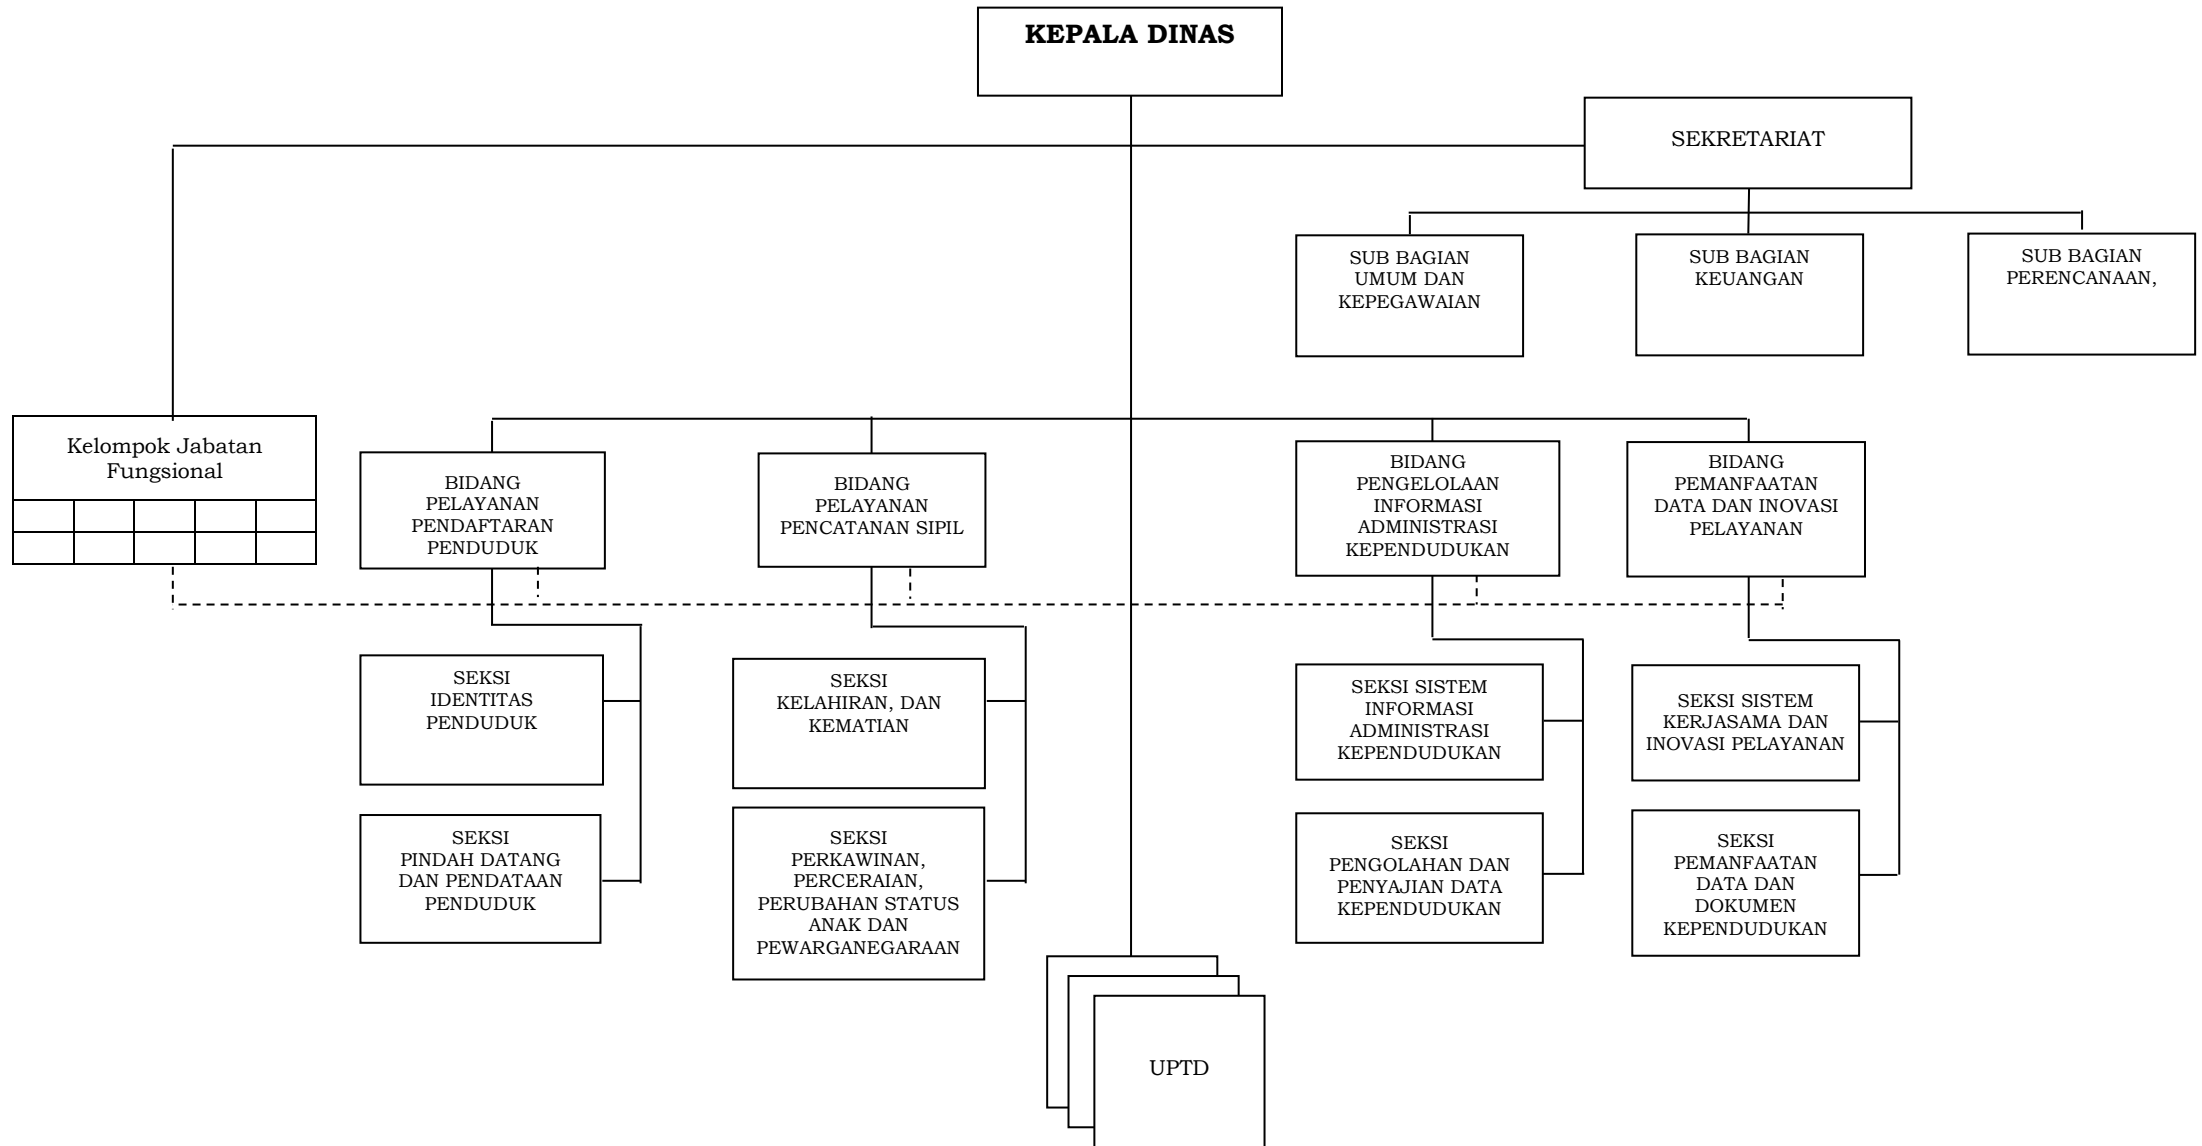 KEPALA DINAS
SEKRETARIAT
SUB BAGIAN
UMUM DAN
KEPEGAWAIAN
SUB BAGIAN
KEUANGAN
SUB BAGIAN
PERENCANAAN,
Kelompok Jabatan
Fungsional
BIDANG
PELAYANAN
PENDAFTARAN
PENDUDUK
BIDANG
PELAYANAN
PENCATANAN SIPIL
BIDANG
PENGELOLAAN
INFORMASI
ADMINISTRASI
KEPENDUDUKAN
BIDANG
PEMANFAATAN
DATA DAN INOVASI
PELAYANAN
SEKSI
IDENTITAS
PENDUDUK
SEKSI
KELAHIRAN, DAN
KEMATIAN
SEKSI SISTEM
INFORMASI
ADMINISTRASI
KEPENDUDUKAN
SEKSI SISTEM
KERJASAMA DAN
INOVASI PELAYANAN
SEKSI
PINDAH DATANG
DAN PENDATAAN
PENDUDUK
SEKSI
PERKAWINAN,
PERCERAIAN,
PERUBAHAN STATUS
ANAK DAN
PEWARGANEGARAAN
SEKSI
PENGOLAHAN DAN
PENYAJIAN DATA
KEPENDUDUKAN
SEKSI
PEMANFAATAN
DATA DAN
DOKUMEN
KEPENDUDUKAN
UPTD